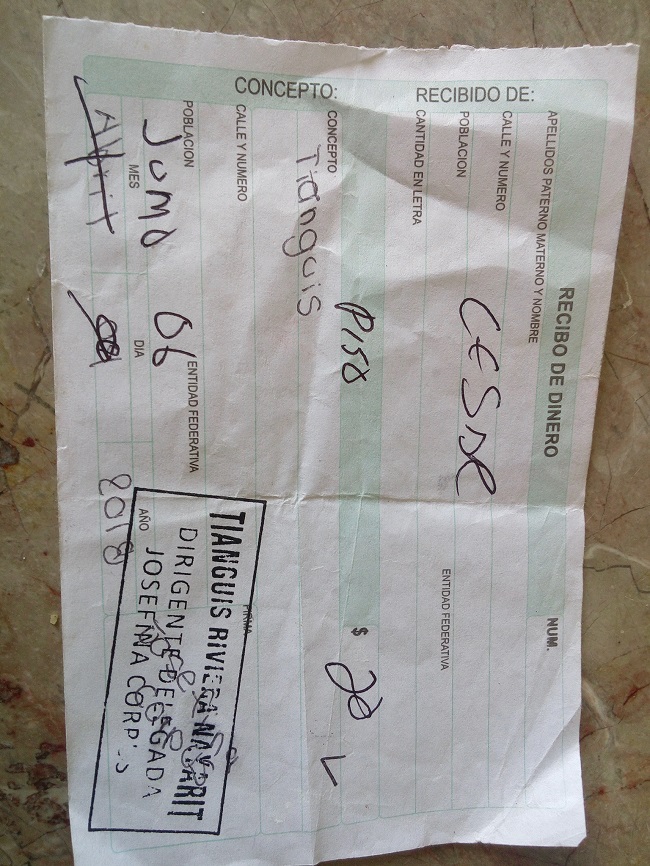 RECIBO DE DINERO NUM.
RECIBIDO DE:
APELLIDOS PATERNO MATERNO Y NOMBRE
CALLE Y NUMERO
CESAR
POBLACION ENTIDAD FEDERATIVA
CANTIDAD EN LETRA
Piso $ 20
CONCEPTO:
CONCEPTO
Tianguis
CALLE Y NUMERO
FIRMA
POBLACION ENTIDAD FEDERATIVA
06
MES DIA AÑO
2018
TIANGUIS RIVIERA NAYARIT
DIRIGENTE DELEGADA
JOSEFINA CORP